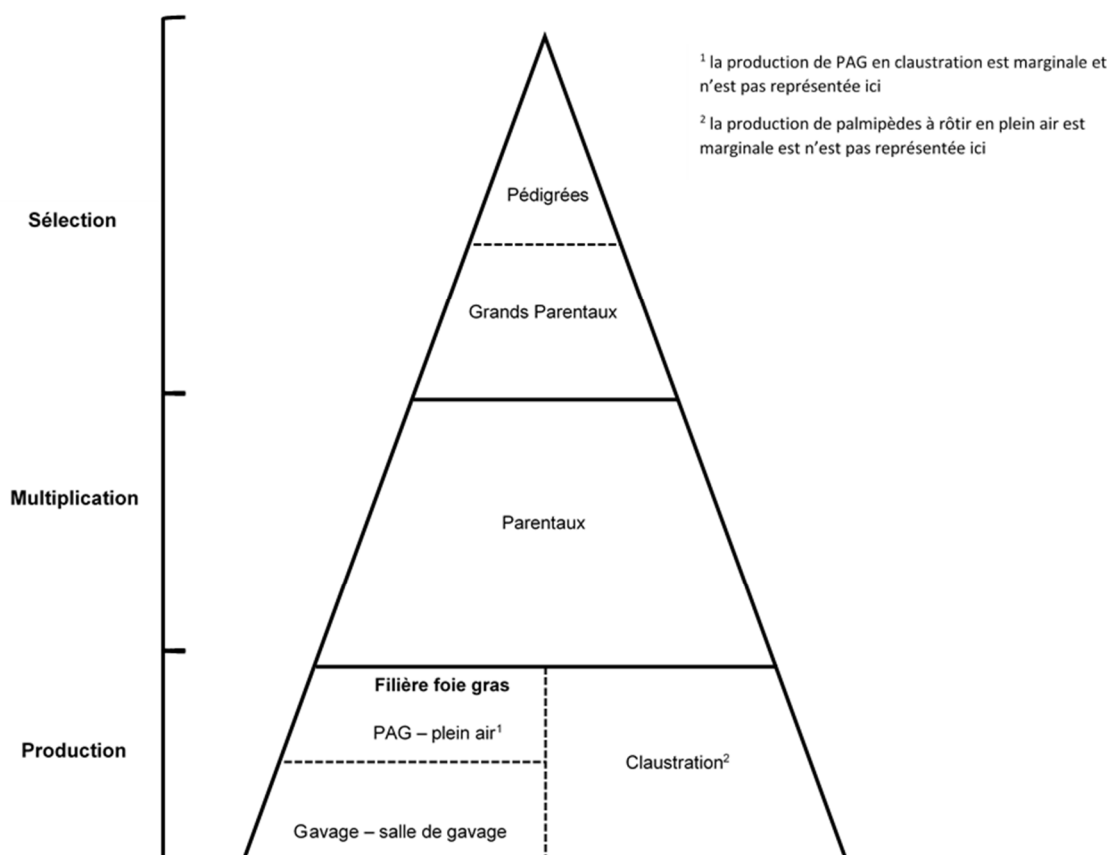 ¹ la production de PAG en claustration est marginale et
n’est pas représentée ici
² la production de palmipèdes à rôtir en plein air est
marginale est n’est pas représentée ici
Pédigrées
Sélection
Grands Parentaux
Multiplication
Parentaux
Filière foie gras
PAG – plein air¹
Production
Claustration²
Gavage – salle de gavage